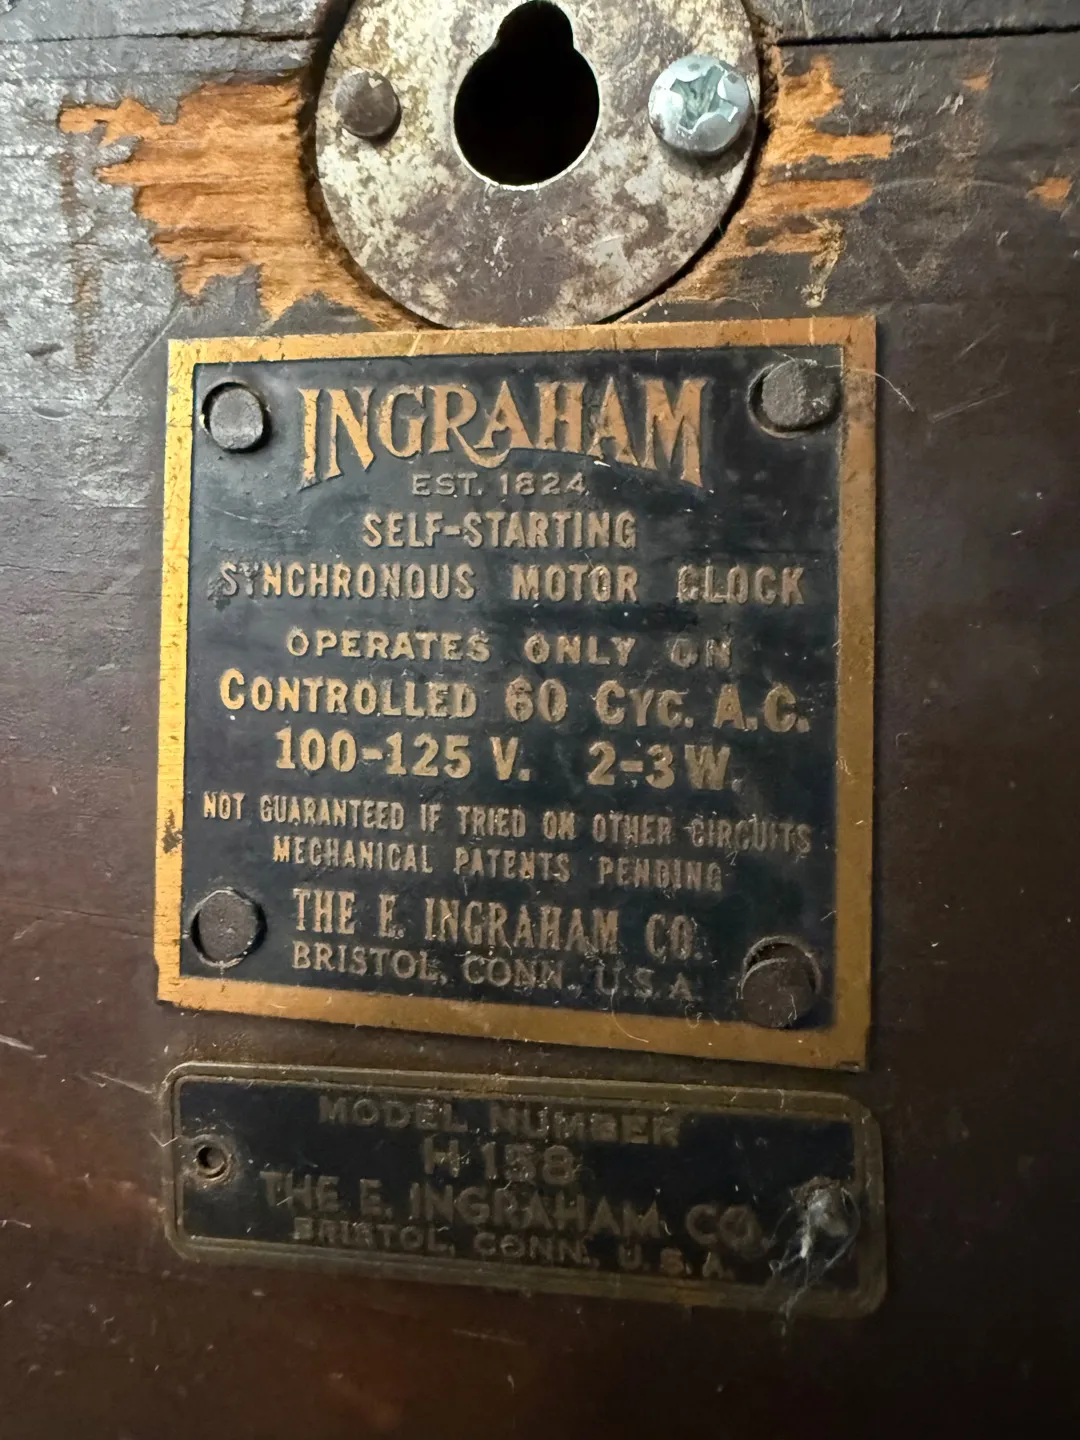 INGRAHAM
EST. 1824
SELF-STARTING
SYNCHRONOUS MOTOR CLOCK
OPERATES ONLY ON
CONTROLLED 60 CYC. A.C.
100-125 V. 2-3 W.
NOT GUARANTEED IF TRIED ON OTHER CIRCUITS
MECHANICAL PATENTS PENDING
THE E. INGRAHAM CO.
BRISTOL, CONN., U.S.A.
MODEL NUMBER
H 158
THE E. INGRAHAM CO.
BRISTOL, CONN., U.S.A.